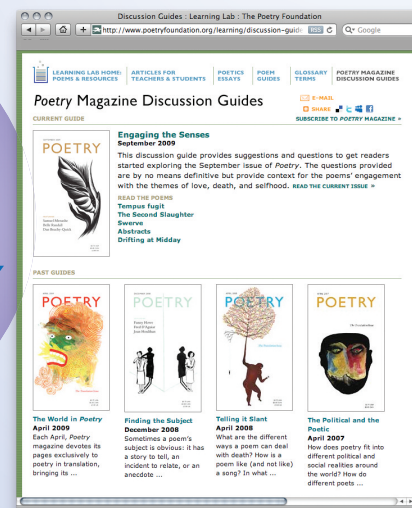 Discussion Guides : Learning Lab : The Poetry Foundation
http://www.poetryfoundation.org/learning/discussion-guide
RSS
Google
LEARNING LAB HOME: POEMS & RESOURCES
ARTICLES FOR TEACHERS & STUDENTS
POETICS ESSAYS
POEM GUIDES
GLOSSARY TERMS
POETRY MAGAZINE DISCUSSION GUIDES
Poetry Magazine Discussion Guides
E-MAIL
SHARE
CURRENT GUIDE
SUBSCRIBE TO POETRY MAGAZINE »
POETRY
Engaging the Senses
September 2009
This discussion guide provides suggestions and questions to get readers
started exploring the September issue of Poetry. The questions provided
are by no means definitive but provide context for the poems' engagement
with the themes of love, death, and selfhood. READ THE CURRENT ISSUE »
READ THE POEMS
Tempus fugit
The Second Slaughter
Swerve
Abstracts
Drifting at Midday
PAST GUIDES
POETRY
POETRY
POETRY
POETRY
The World in Poetry
April 2009
Each April, Poetry
magazine devotes its
pages exclusively to
poetry in translation,
bringing its ...
Finding the Subject
December 2008
Sometimes a poem's
subject is obvious: it has
a story to tell, an
incident to relate, or an
anecdote ...
Telling it Slant
April 2008
What are the different
ways a poem can deal
with death? How is a
poem like (and not like)
a song? In what ...
The Political and the
Poetic
April 2007
How does poetry fit into
different political and
social realities around
the world? How do
different poets ...